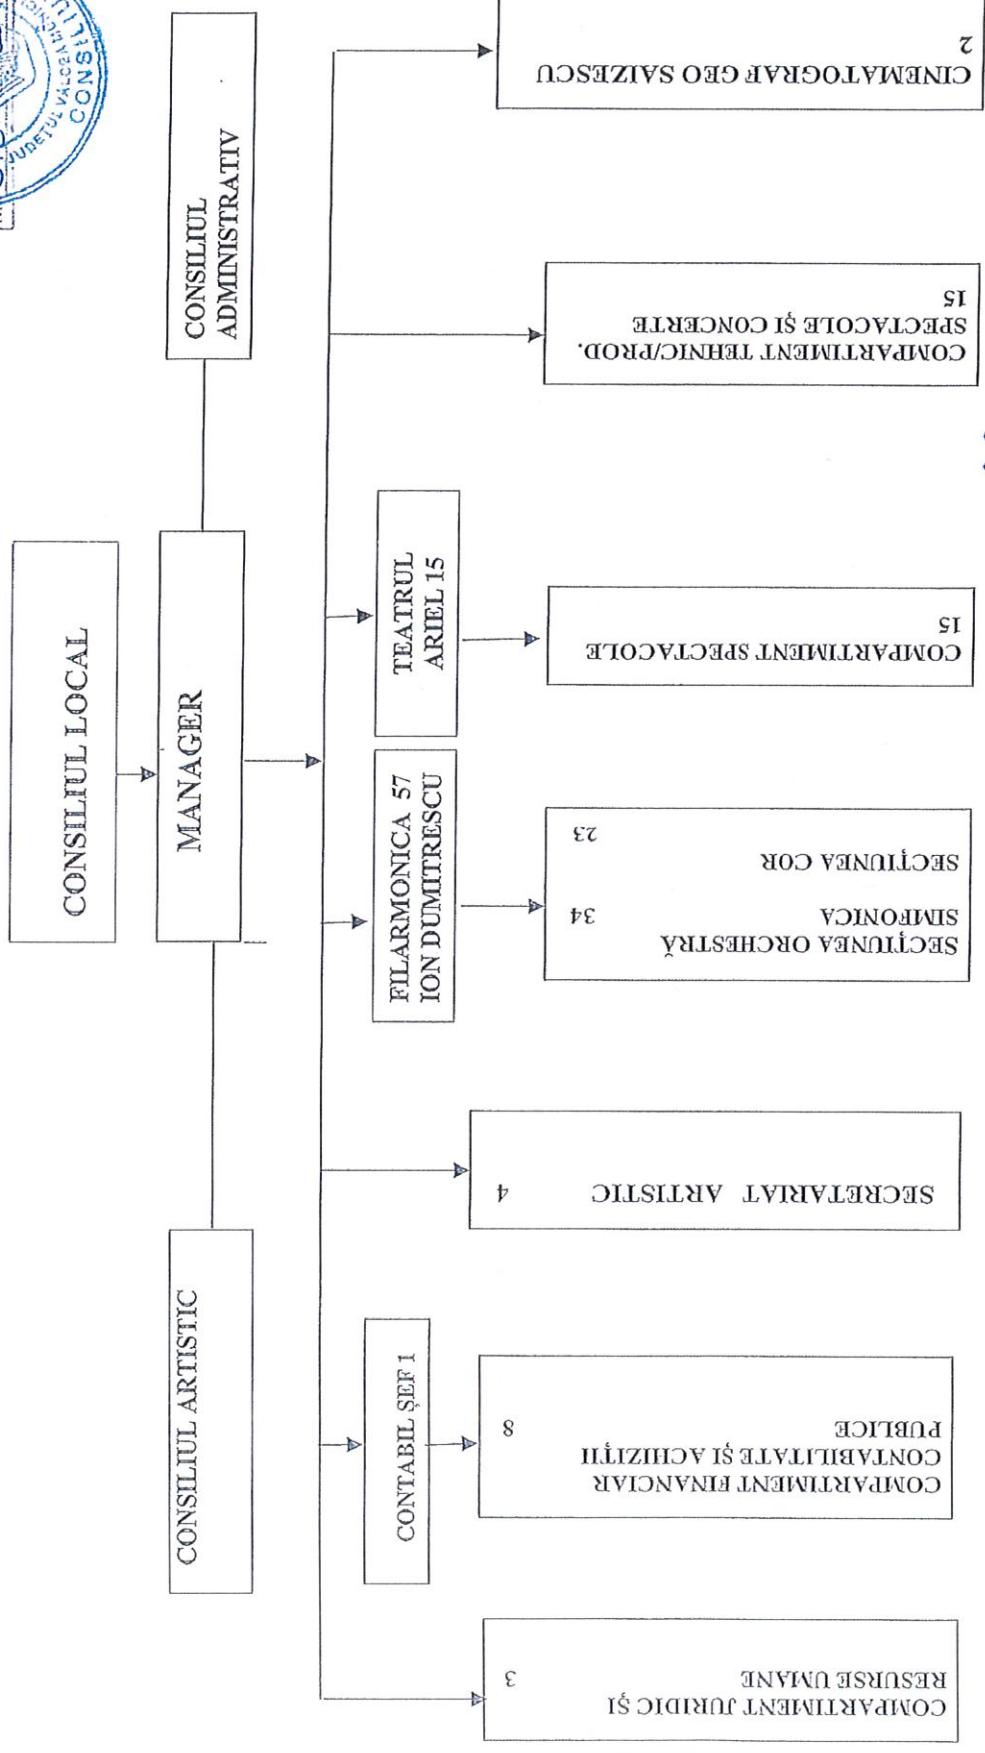 CONSILIUL LOCAL
MANAGER
CONSILIUL ARTISTIC
CONSILIUL
ADMINISTRATIV
CONTABIL ȘEF 1
FILARMONICA 57
ION DUMITRESCU
TEATRUL
ARIEL 15
COMPARTIMENT JURIDIC ȘI
RESURSE UMANE 3
COMPARTIMENT FINANCIAR
CONTABILITATE ȘI ACHIZIȚII
PUBLICE 8
SECRETARIAT ARTISTIC 4
SECȚIUNEA ORCHESTRĂ
SIMFONICA 34
SECȚIUNEA COR
23
COMPARTIMENT SPECTACOLE
15
COMPARTIMENT TEHNIC/PROD.
SPECTACOLE ȘI CONCERTE
15
CINEMATOGRAF GEO SAIZESCU
2
JUDEȚUL VÂLCEA